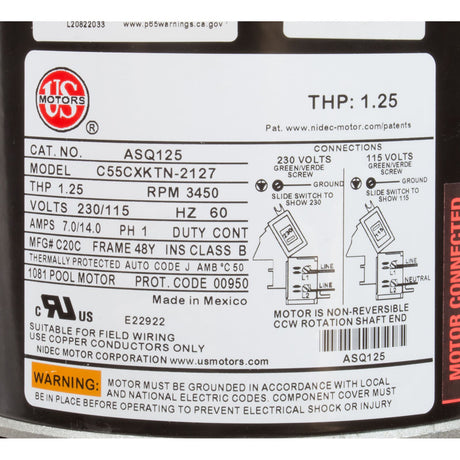 L20822033
www.p65warnings.ca.gov
US
MOTORS
®
THP: 1.25
Pat. www.nidec-motor.com/patents
CAT. NO. ASQ125
MODEL C55CXKTN-2127
THP 1.25 RPM 3450
VOLTS 230/115 HZ 60
AMPS 7.0/14.0 PH 1 DUTY CONT
MFG# C20C FRAME 48Y INS CLASS B
THERMALLY PROTECTED AUTO CODE J AMB °C 50
1081 POOL MOTOR PROT. CODE 00950
Made in Mexico
C US
E22922
SUITABLE FOR FIELD WIRING
USE COPPER CONDUCTORS ONLY
NIDEC MOTOR CORPORATION www.usmotors.com
CONNECTIONS
230 VOLTS
GREEN/VERDE
SCREW
GROUND
SLIDE SWITCH TO
SHOW 230
230
LINE
LINE
L2
L1
115 VOLTS
GREEN/VERDE
SCREW
GROUND
SLIDE SWITCH TO
SHOW 115
115
LINE
NEUTRAL
L2
L1
MOTOR IS NON-REVERSIBLE
CCW ROTATION SHAFT END
ASQ125
WARNING: MOTOR MUST BE GROUNDED IN ACCORDANCE WITH LOCAL
AND NATIONAL ELECTRIC CODES. COMPONENT COVER MUST
BE IN PLACE BEFORE OPERATING TO PREVENT ELECTRICAL SHOCK OR INJURY
MOTOR CONNECTED